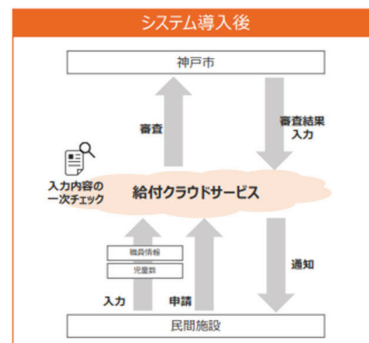 システム導入後
神戸市
審査
審査結果
入力
入力内容の
一次チェック
給付クラウドサービス
職員情報
児童数
入力
申請
通知
民間施設